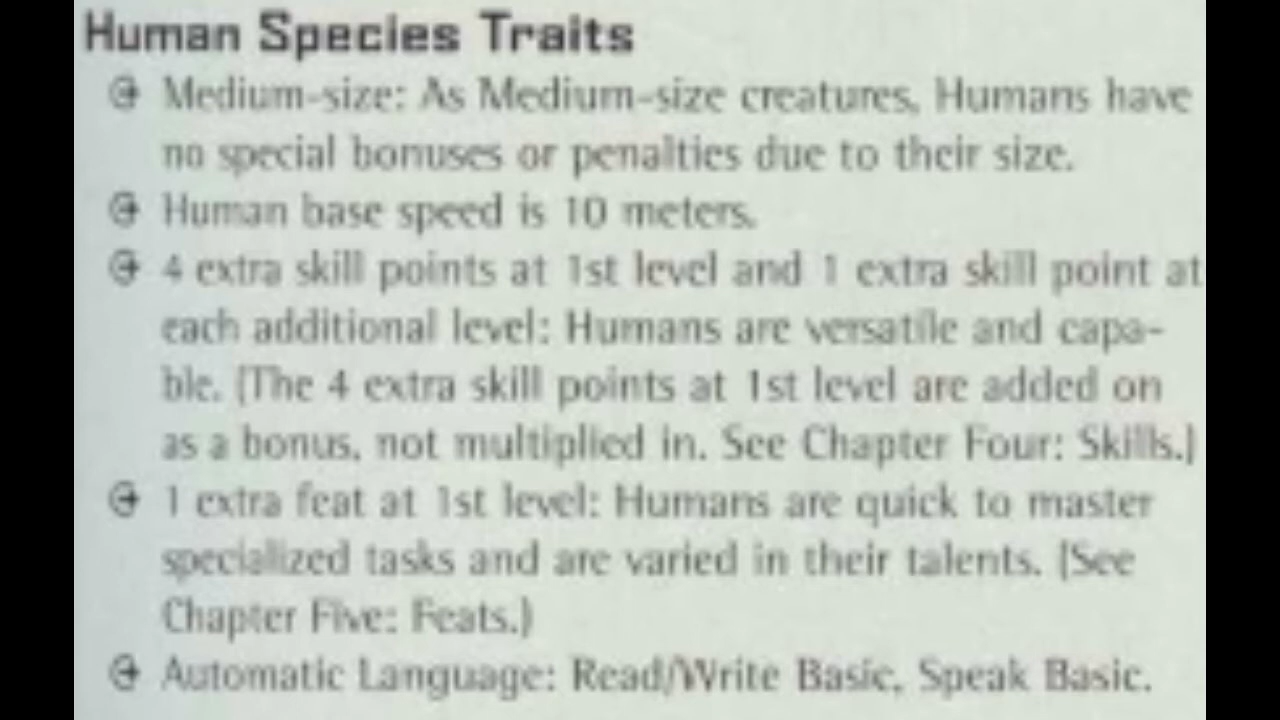 Human Species Traits
Medium-size: As Medium-size creatures, Humans have
no special bonuses or penalties due to their size.
Human base speed is 10 meters.
4 extra skill points at 1st level and 1 extra skill point at
each additional level: Humans are versatile and capa-
ble. (The 4 extra skill points at 1st level are added on
as a bonus, not multiplied in. See Chapter Four: Skills.)
1 extra feat at 1st level: Humans are quick to master
specialized tasks and are varied in their talents. (See
Chapter Five: Feats.)
Automatic Language: Read/Write Basic, Speak Basic.